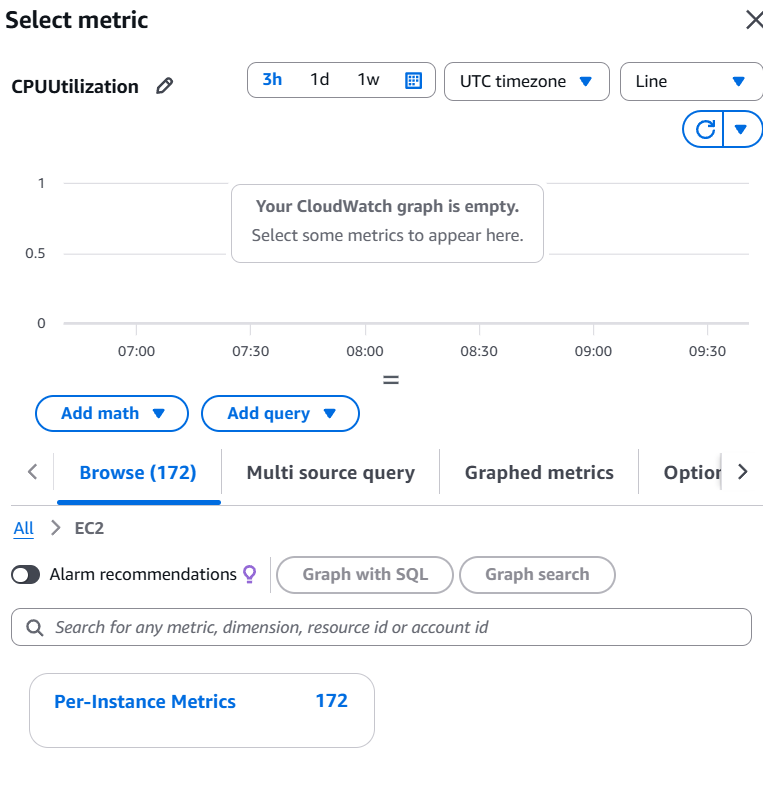 Select metric
CPUUtilization
3h 1d 1w
UTC timezone
Line
1
Your CloudWatch graph is empty.
Select some metrics to appear here.
0.5
0
07:00 07:30 08:00 08:30 09:00 09:30
Add math
Add query
Browse (172) Multi source query Graphed metrics Option
All > EC2
Alarm recommendations
Graph with SQL
Graph search
Search for any metric, dimension, resource id or account id
Per-Instance Metrics 172